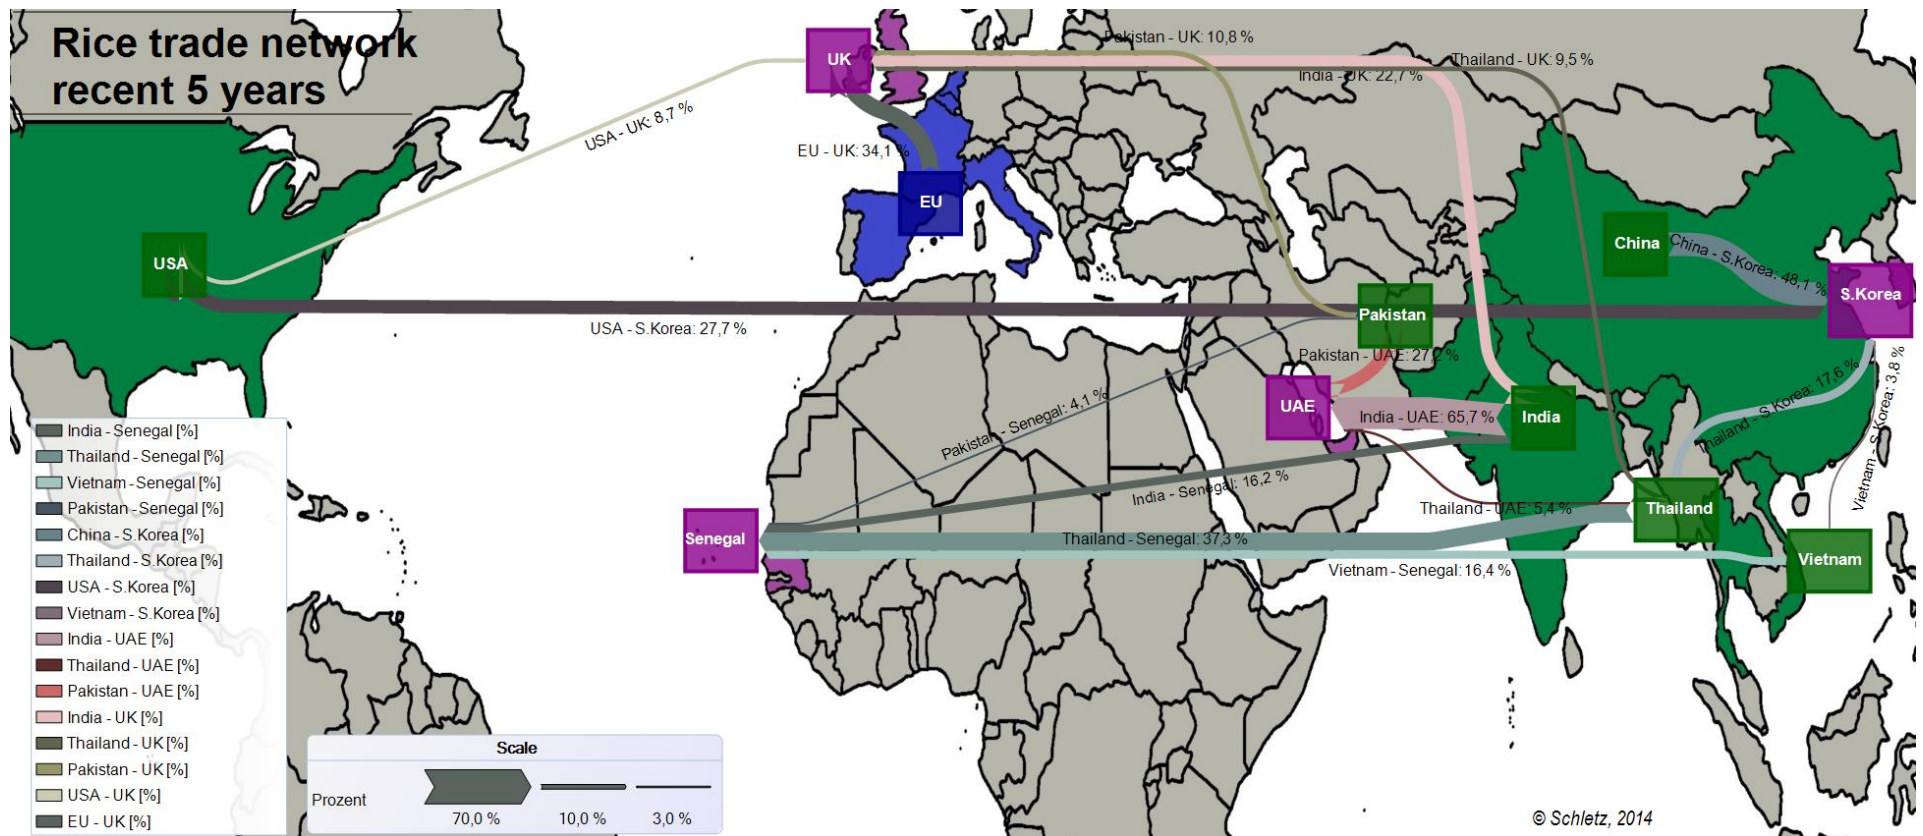 Rice trade network
recent 5 years
UK
Pakistan - UK: 10,8 %
Thailand - UK: 9,5 %
India - UK: 22,7 %
USA - UK: 8,7 %
EU - UK: 34,1 %
EU
USA
China
China - S.Korea: 48,1 %
S.Korea
USA - S.Korea: 27,7 %
Pakistan
Pakistan - UAE: 27,2 %
UAE
India - UAE: 65,7 %
India
Thailand - S.Korea: 17,6 %
Vietnam - S.Korea: 3,8 %
Pakistan - Senegal: 4,1 %
India - Senegal: 16,2 %
Thailand - UAE: 5,4 %
Thailand
Senegal
Thailand - Senegal: 37,3 %
Vietnam - Senegal: 16,4 %
Vietnam
India - Senegal [%]
Thailand - Senegal [%]
Vietnam - Senegal [%]
Pakistan - Senegal [%]
China - S.Korea [%]
Thailand - S.Korea [%]
USA - S.Korea [%]
Vietnam - S.Korea [%]
India - UAE [%]
Thailand - UAE [%]
Pakistan - UAE [%]
India - UK [%]
Thailand - UK [%]
Pakistan - UK [%]
USA - UK [%]
EU - UK [%]
Scale
Prozent
70,0 % 10,0 % 3,0 %
© Schletz, 2014